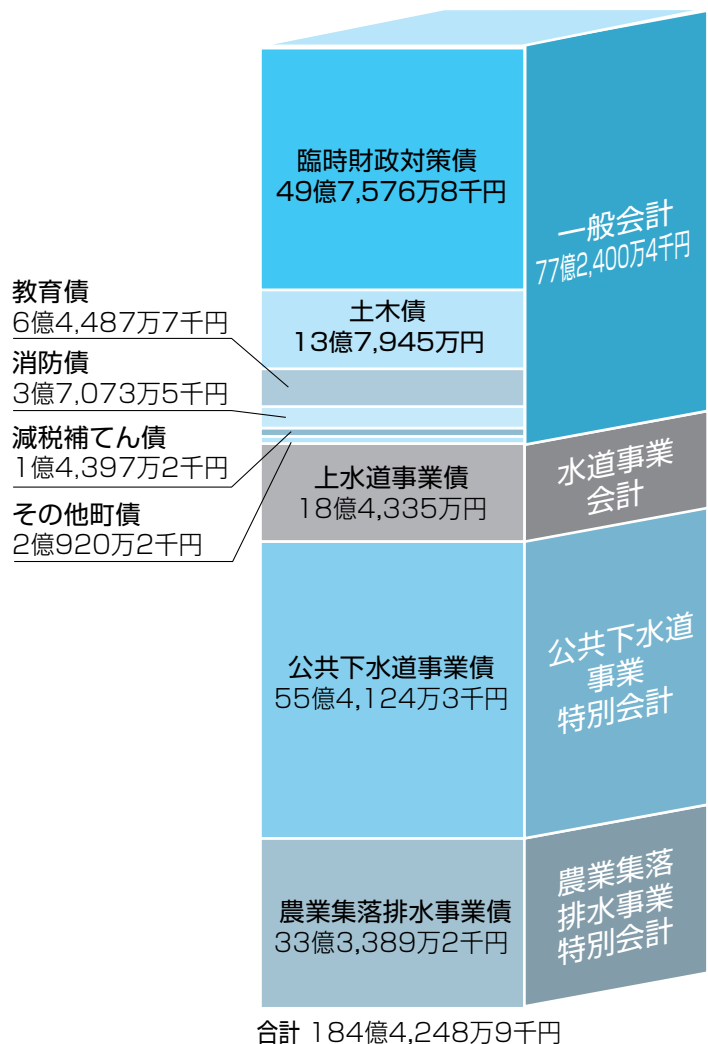 臨時財政対策債
49億7,576万8千円
一般会計
77億2,400万4千円
教育債
6億4,487万7千円
土木債
13億7,945万円
消防債
3億7,073万5千円
減税補てん債
1億4,397万2千円
その他町債
2億920万2千円
上水道事業債
18億4,335万円
水道事業
会計
公共下水道事業債
55億4,124万3千円
公共下水道
事業
特別会計
農業集落排水事業債
33億3,389万2千円
農業集落
排水事業
特別会計
合計 184億4,248万9千円